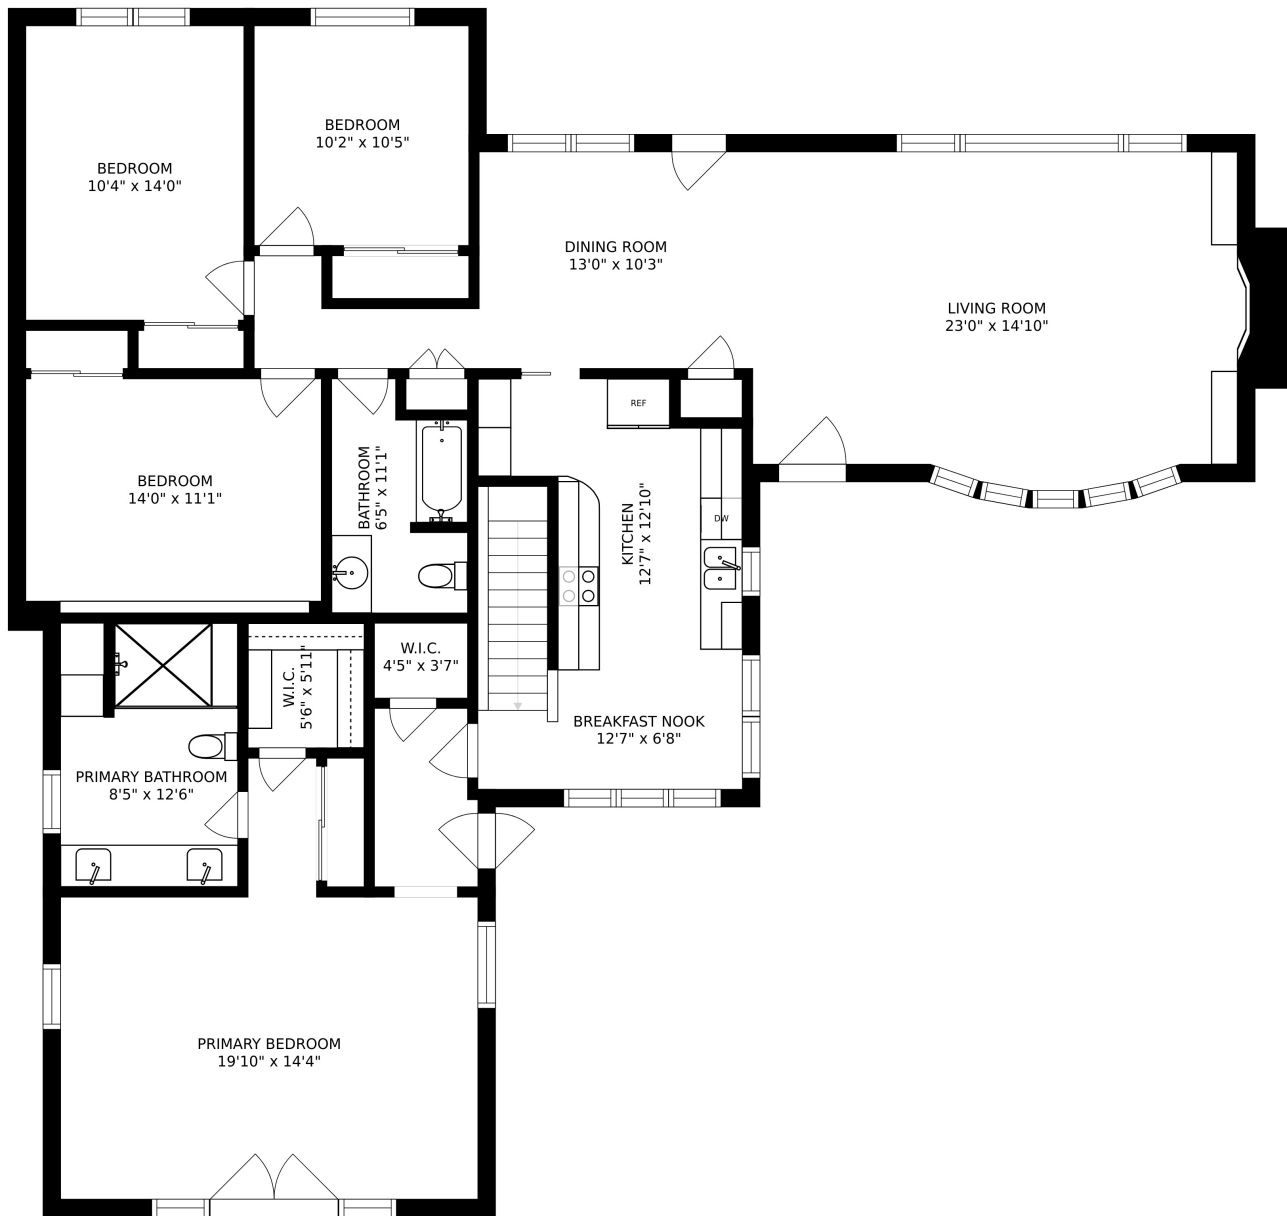 BEDROOM
10'2" x 10'5"
BEDROOM
10'4" x 14'0"
DINING ROOM
13'0" x 10'3"
LIVING ROOM
23'0" x 14'10"
REF
BEDROOM
14'0" x 11'1"
BATHROOM
6'5" x 11'1"
KITCHEN
12'7" x 12'10"
DW
W.I.C.
4'5" x 3'7"
W.I.C.
5'6" x 5'11"
BREAKFAST NOOK
12'7" x 6'8"
PRIMARY BATHROOM
8'5" x 12'6"
PRIMARY BEDROOM
19'10" x 14'4"